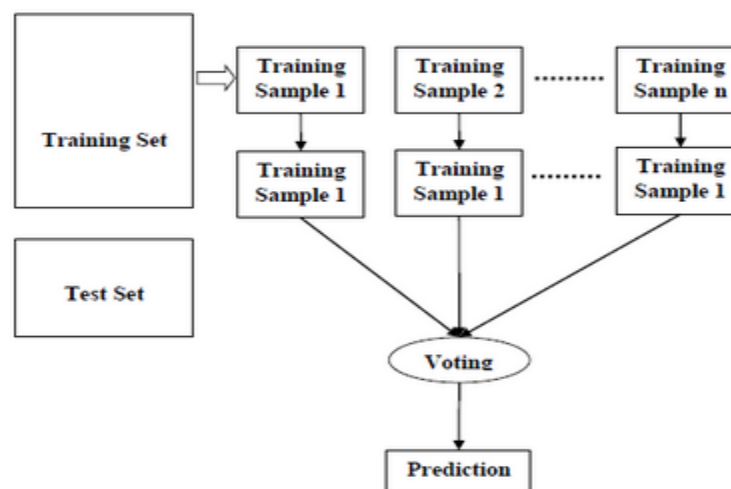 Training Set
Training
Sample 1
Training
Sample 2
Training
Sample n
Training
Sample 1
Training
Sample 1
Training
Sample 1
Test Set
Voting
Prediction